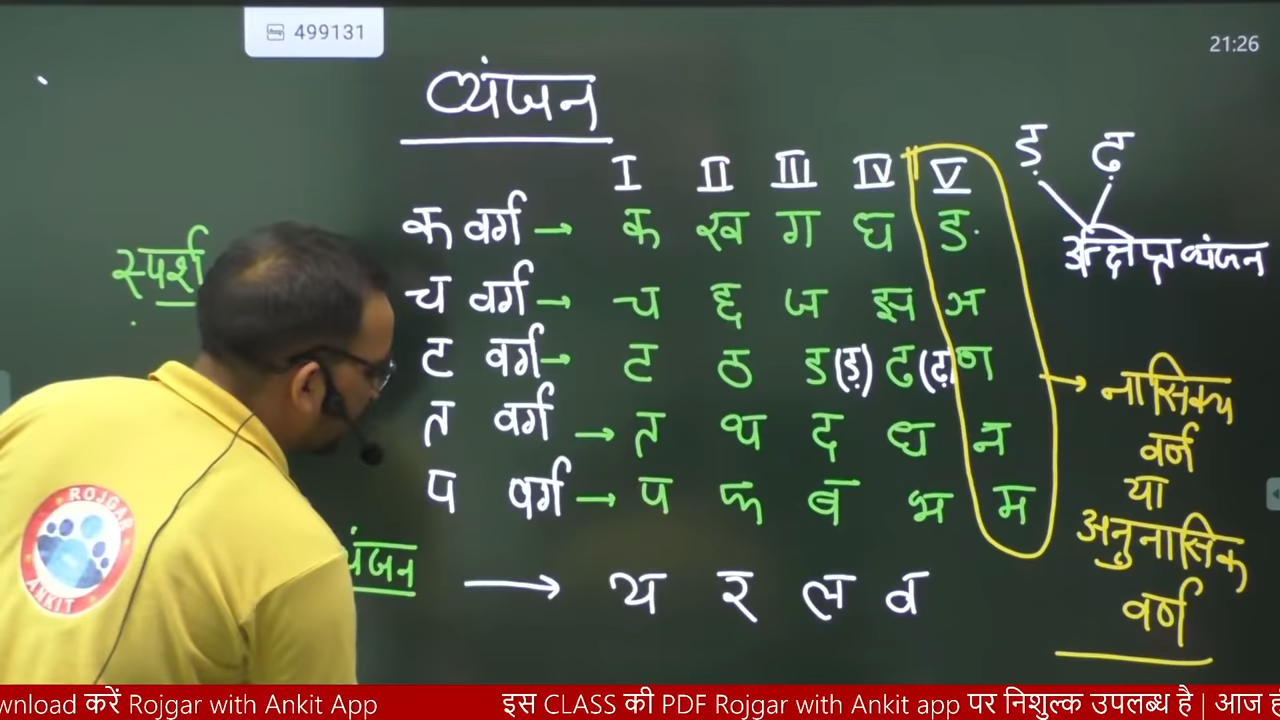 499131
21:26
व्यंजन
I II III IV V
ड़ ढ़
क वर्ग → क ख ग घ ङ
स्पर्श
व्यंजन
च वर्ग → च छ ज झ ञ
ट वर्ग → ट ठ ड (ड़) ढ (ढ़) ण
→ नासिक्य
वर्ण
या
अनुनासिक
वर्ण
त वर्ग → त थ द ध न
प वर्ग → प फ ब भ म
यंजन → य र ल व
ROJGAR
ANKIT
wnload करें Rojgar with Ankit App इस CLASS की PDF Rojgar with Ankit app पर निशुल्क उपलब्ध है | आज ह